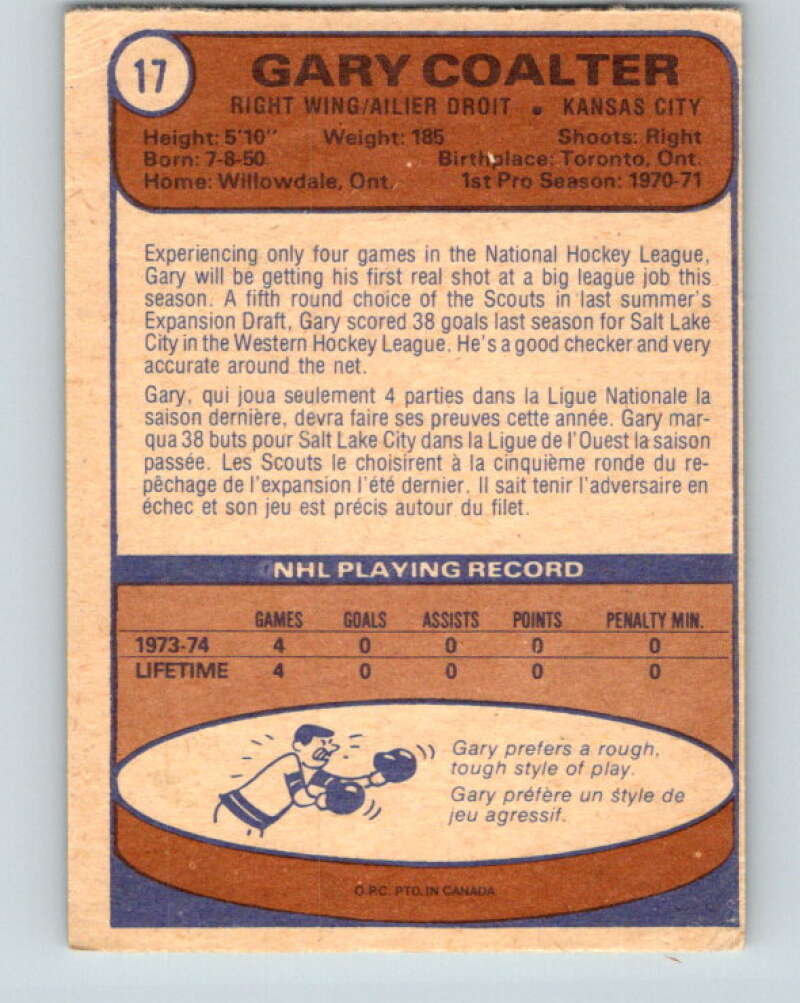 17
GARY COALTER
RIGHT WING/AILIER DROIT • KANSAS CITY
Height: 5'10" Weight: 185 Shoots: Right
Born: 7-8-50 Birthplace: Toronto, Ont.
Home: Willowdale, Ont. 1st Pro Season: 1970-71
Experiencing only four games in the National Hockey League,
Gary will be getting his first real shot at a big league job this
season. A fifth round choice of the Scouts in last summer's
Expansion Draft, Gary scored 38 goals last season for Salt Lake
City in the Western Hockey League. He's a good checker and very
accurate around the net.
Gary, qui joua seulement 4 parties dans la Ligue Nationale la
saison dernière, devra faire ses preuves cette année. Gary mar-
qua 38 buts pour Salt Lake City dans la Ligue de l'Ouest la saison
passée. Les Scouts le choisirent à la cinquième ronde du re-
pêchage de l'expansion l'été dernier. Il sait tenir l'adversaire en
échec et son jeu est précis autour du filet.
NHL PLAYING RECORD
GAMES GOALS ASSISTS POINTS PENALTY MIN.
1973-74 4 0 0 0 0
LIFETIME 4 0 0 0 0
Gary prefers a rough,
tough style of play.
Gary préfère un style de
jeu agressif.
O.P.C. PTD. IN CANADA